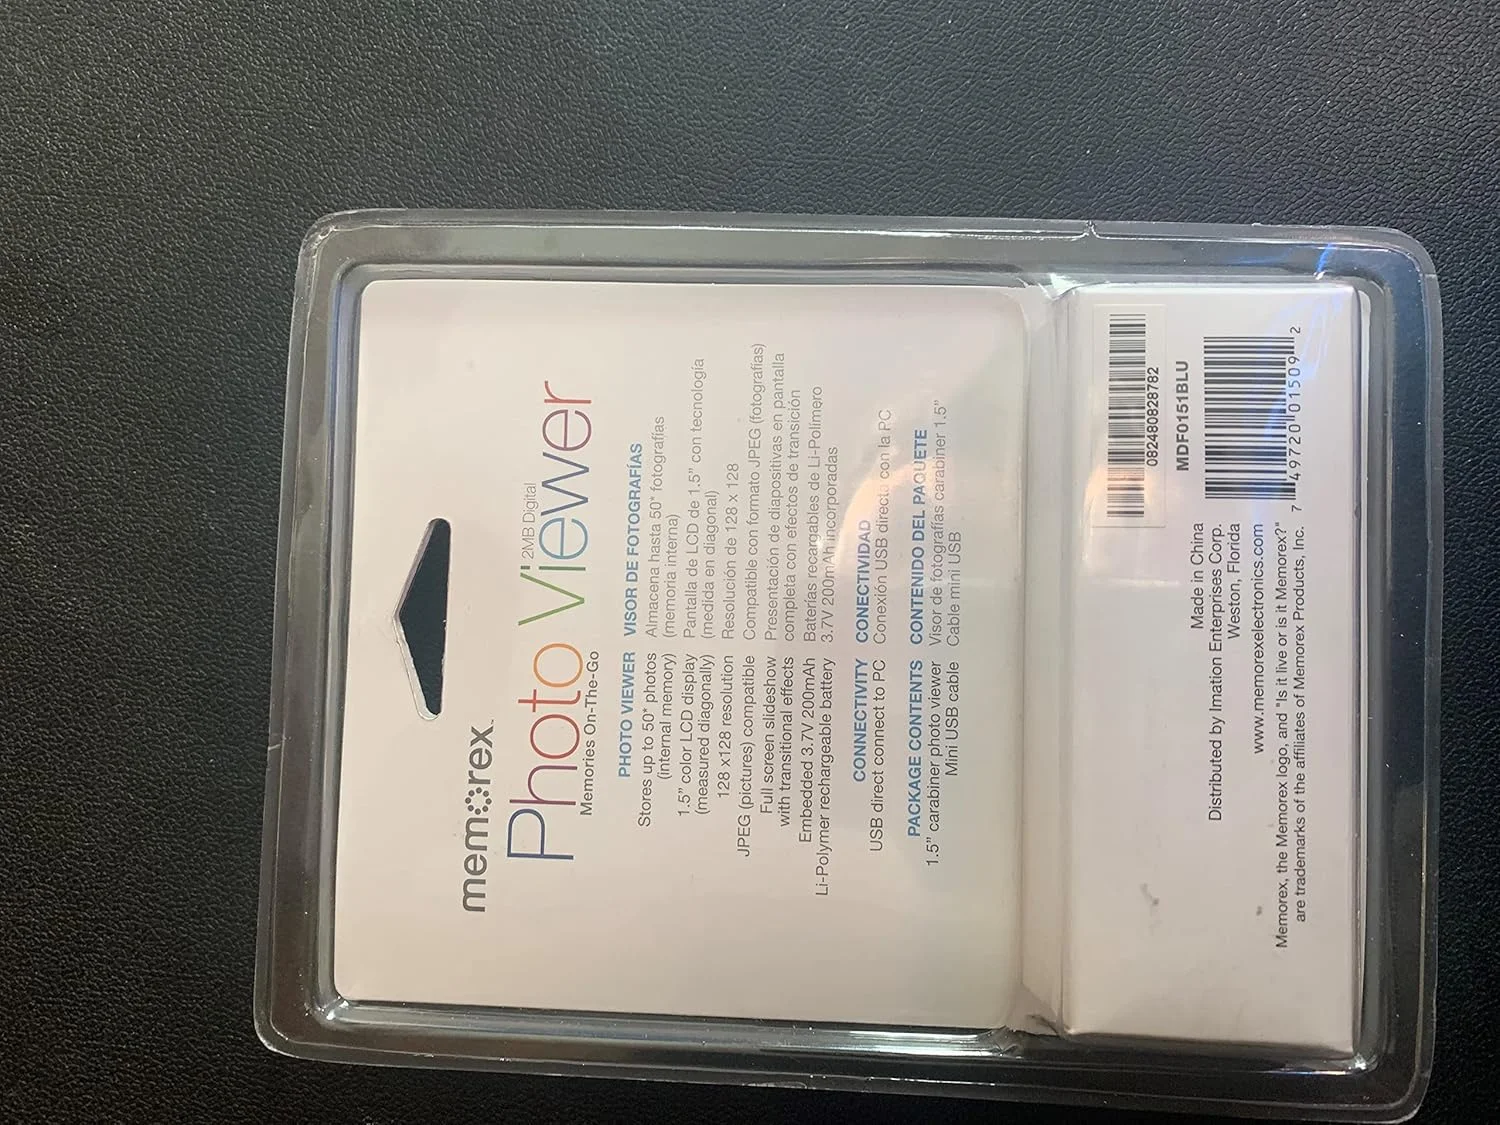 memorex™
2MB Digital
Photo Viewer
Memories On-The-Go
PHOTO VIEWER
Stores up to 50* photos
(internal memory)
1.5" color LCD display
(measured diagonally)
128 x128 resolution
JPEG (pictures) compatible
Full screen slideshow
with transitional effects
Embedded 3.7V 200mAh
Li-Polymer rechargeable battery
CONNECTIVITY
USB direct connect to PC
PACKAGE CONTENTS
1.5" carabiner photo viewer
Mini USB cable
VISOR DE FOTOGRAFÍAS
Almacena hasta 50* fotografías
(memoria interna)
Pantalla de LCD de 1.5" con tecnología
(medida en diagonal)
Resolución de 128 x 128
Compatible con formato JPEG (fotografías)
Presentación de diapositivas en pantalla
completa con efectos de transición
Baterías recargables de Li-Polímero
3.7V 200mAh incorporadas
CONECTIVIDAD
Conexión USB directa con la PC
CONTENIDO DEL PAQUETE
Visor de fotografías carabiner 1.5"
Cable mini USB
082480828782
MDF0151BLU
7 49720 01509 2
Made in China
Distributed by Imation Enterprises Corp.
Weston, Florida
www.memorexelectronics.com
Memorex, the Memorex logo, and "Is it live or is it Memorex?"
are trademarks of the affiliates of Memorex Products, Inc.